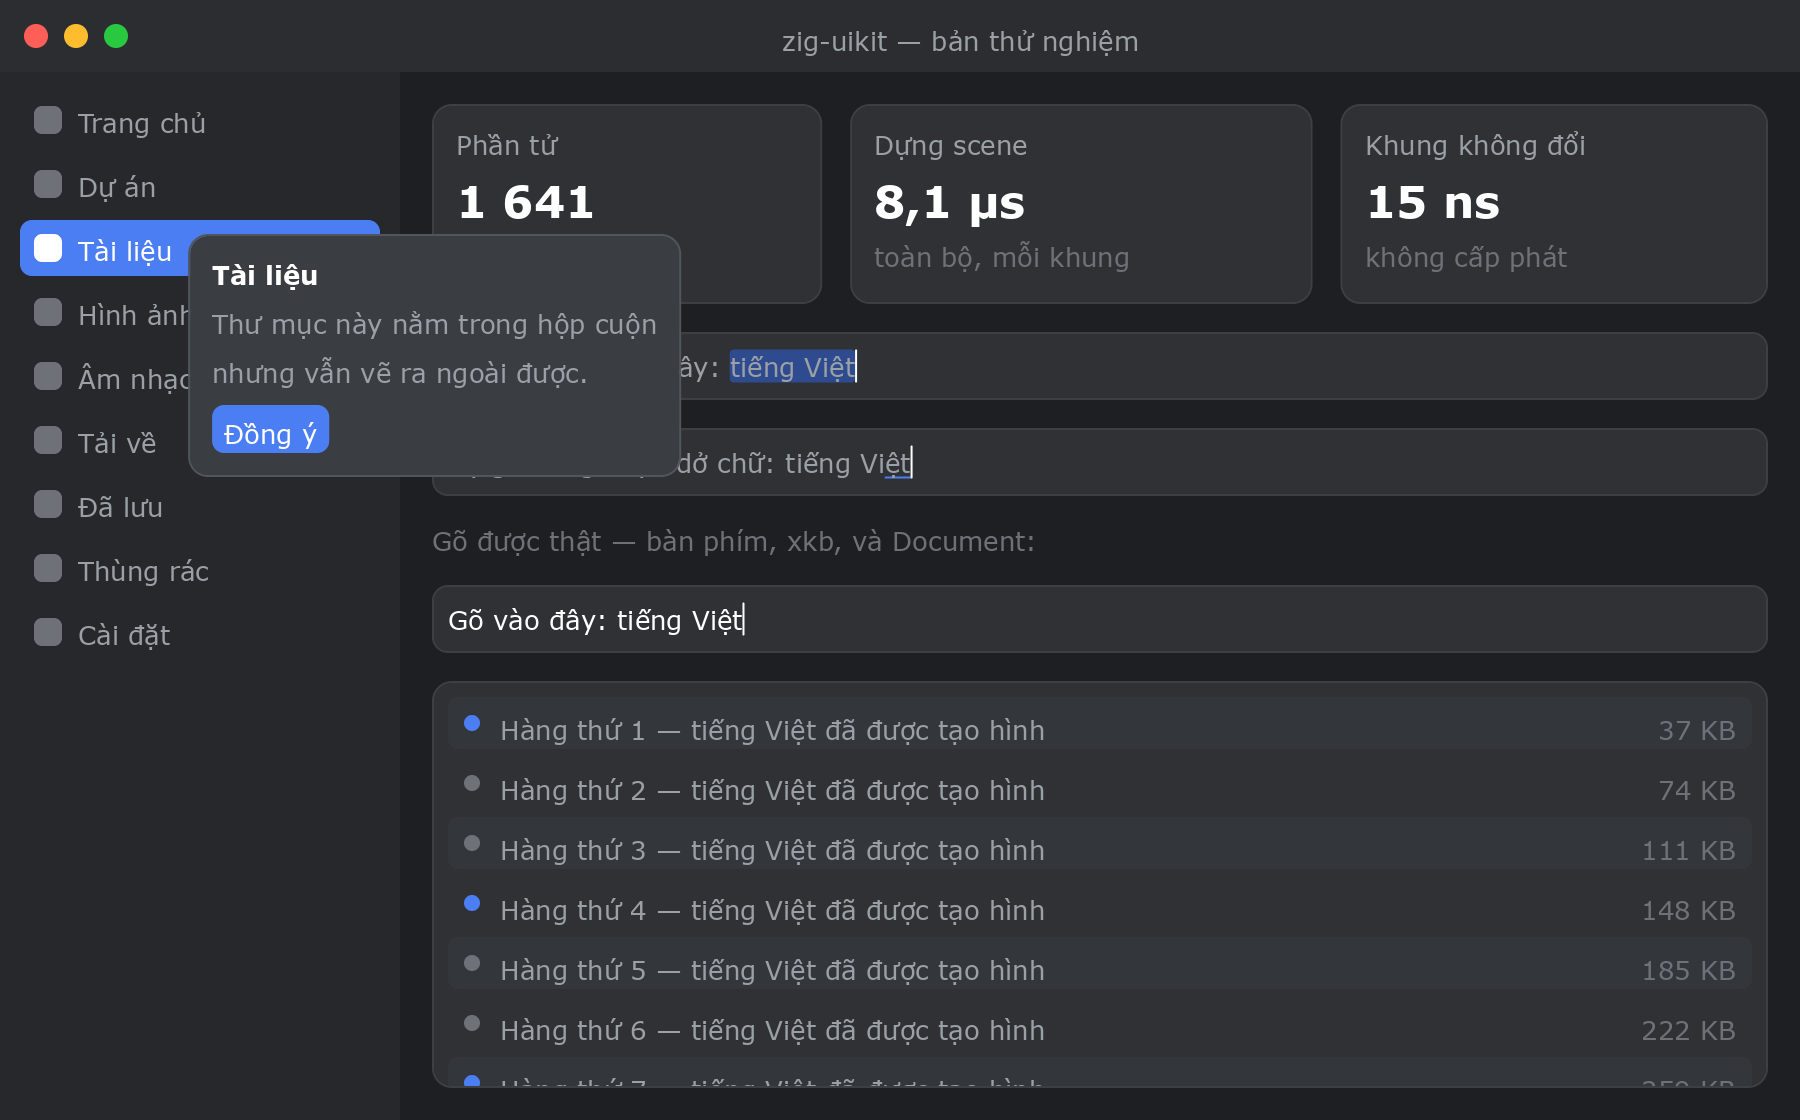 zig-uikit — bản thử nghiệm
Trang chủ
Dự án
Tài liệu
Hình ảnh
Âm nhạc
Tải về
Đã lưu
Thùng rác
Cài đặt
Phần tử
1 641
Dựng scene
8,1 µs
toàn bộ, mỗi khung
Khung không đổi
15 ns
không cấp phát
Tài liệu
Thư mục này nằm trong hộp cuộn
nhưng vẫn vẽ ra ngoài được.
Đồng ý
tiếng Việt
dở chữ: tiếng Việt
Gõ được thật — bàn phím, xkb, và Document:
Gõ vào đây: tiếng Việt
Hàng thứ 1 — tiếng Việt đã được tạo hình 37 KB
Hàng thứ 2 — tiếng Việt đã được tạo hình 74 KB
Hàng thứ 3 — tiếng Việt đã được tạo hình 111 KB
Hàng thứ 4 — tiếng Việt đã được tạo hình 148 KB
Hàng thứ 5 — tiếng Việt đã được tạo hình 185 KB
Hàng thứ 6 — tiếng Việt đã được tạo hình 222 KB